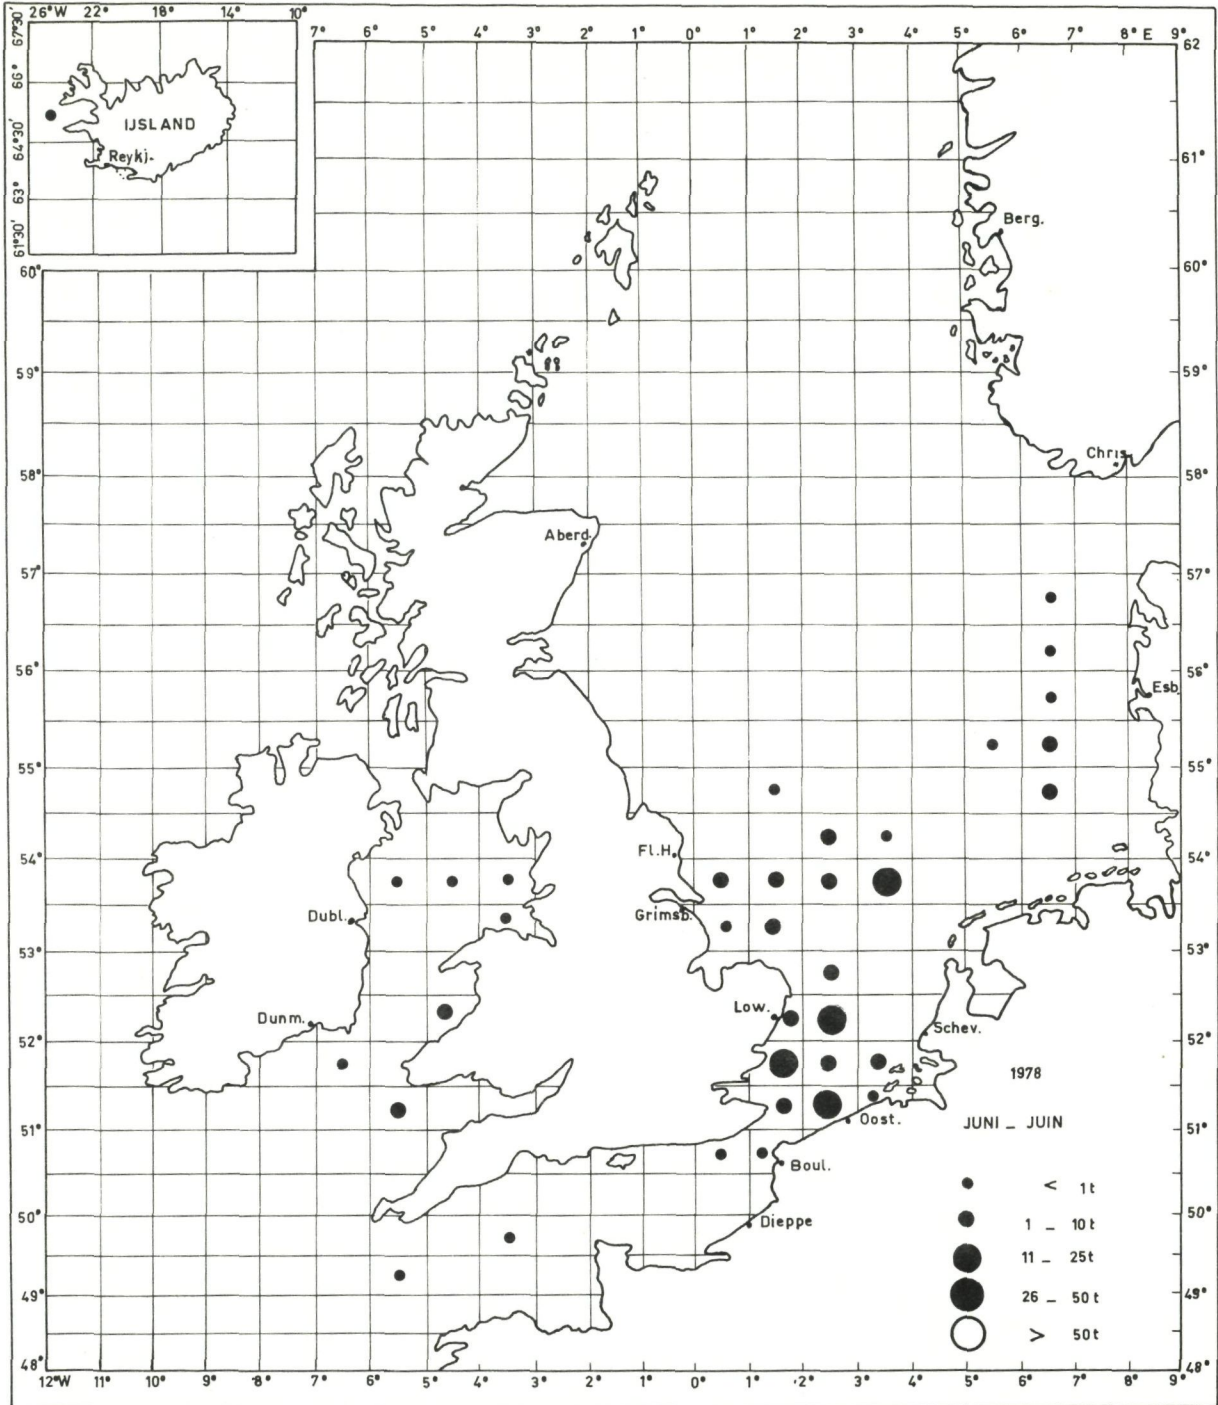 26°W 22° 18° 14° 10°
7° 6° 5° 4° 3° 2° 1° 0° 1° 2° 3° 4° 5° 6° 7° 8° E 9°
67°30'
66°
64°30'
63°
61°30'
IJSLAND
Reykj.
62
61°
60°
59°
58°
57°
56°
55°
54°
53°
52°
51°
50°
49°
48°
60°
59°
58°
57°
56°
55°
54°
53°
52°
51°
50°
49°
48°
Berg.
Chris
Aberd.
Esb
Fl.H.
Grimsb.
Dubl.
Low.
Dunm.
Schev.
Oost.
Boul.
Dieppe
1978
JUNI _ JUIN
< 1t
1 _ 10t
11 _ 25t
26 _ 50t
> 50t
12°W 11° 10° 9° 8° 7° 6° 5° 4° 3° 2° 1° 0° 1° 2° 3° 4° 5° 6° 7° 8° 9°